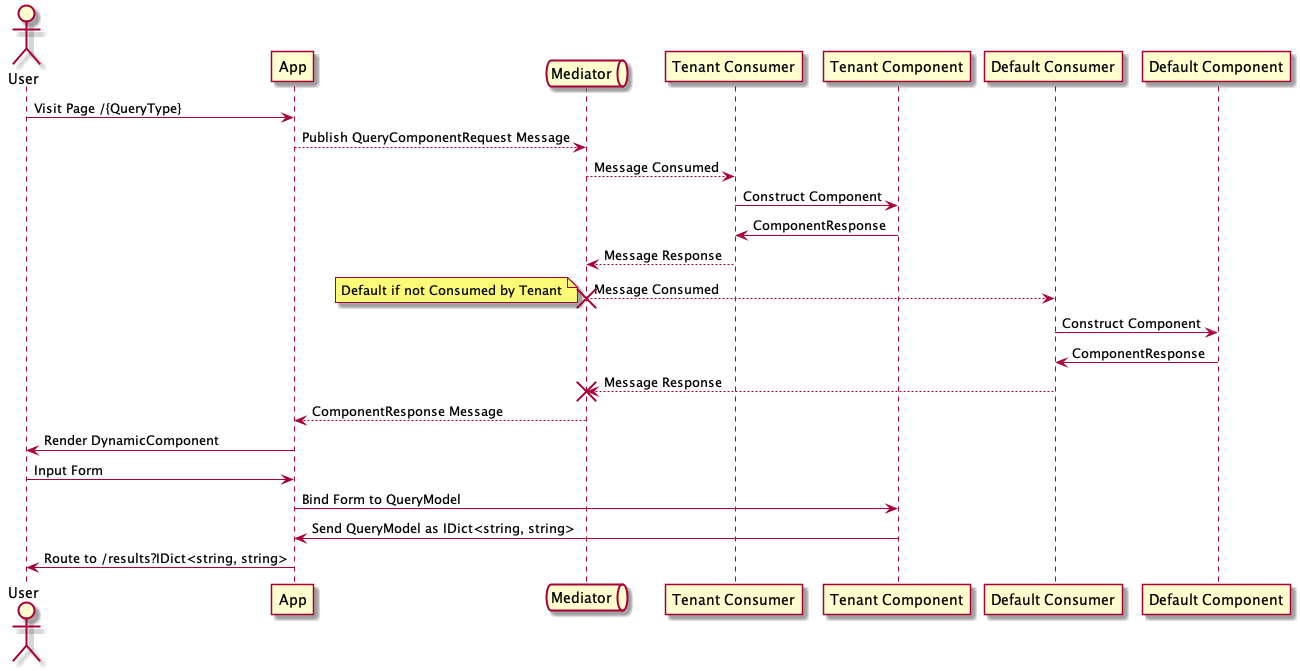 User
App
Mediator
Tenant Consumer
Tenant Component
Default Consumer
Default Component
Visit Page /{QueryType}
Publish QueryComponentRequest Message
Message Consumed
Construct Component
ComponentResponse
Message Response
Default if not Consumed by Tenant
Message Consumed
Construct Component
ComponentResponse
Message Response
ComponentResponse Message
Render DynamicComponent
Input Form
Bind Form to QueryModel
Send QueryModel as IDict<string, string>
Route to /results?IDict<string, string>
User
App
Mediator
Tenant Consumer
Tenant Component
Default Consumer
Default Component